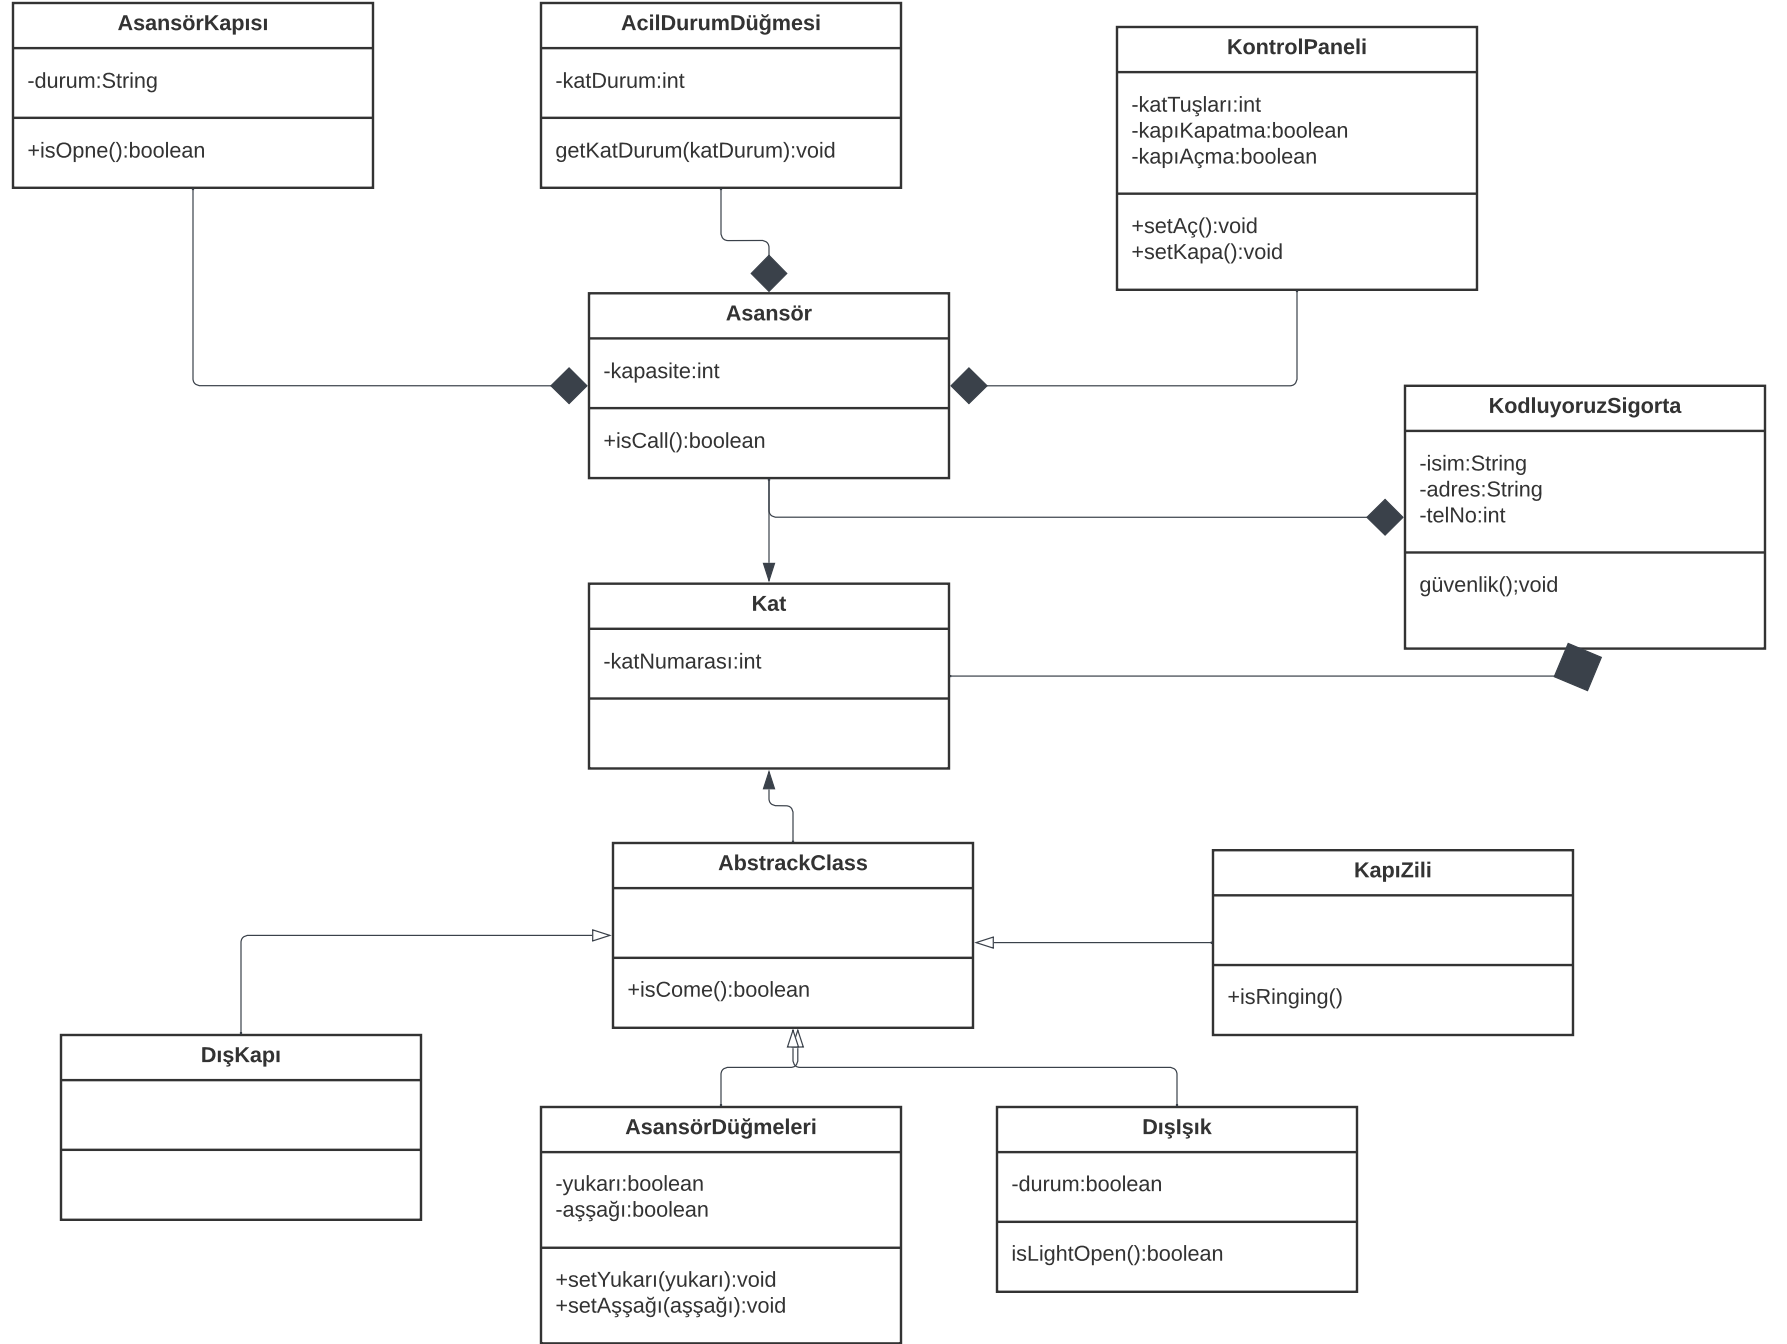 AsansörKapısı
-durum:String
+isOpne():boolean
AcilDurumDüğmesi
-katDurum:int
getKatDurum(katDurum):void
KontrolPaneli
-katTuşları:int
-kapıKapatma:boolean
-kapıAçma:boolean
+setAç():void
+setKapa():void
Asansör
-kapasite:int
+isCall():boolean
KodluyoruzSigorta
-isim:String
-adres:String
-telNo:int
güvenlik();void
Kat
-katNumarası:int
AbstrackClass
+isCome():boolean
KapıZili
+isRinging()
DışKapı
AsansörDüğmeleri
-yukarı:boolean
-aşşağı:boolean
+setYukarı(yukarı):void
+setAşşağı(aşşağı):void
DışIşık
-durum:boolean
isLightOpen():boolean